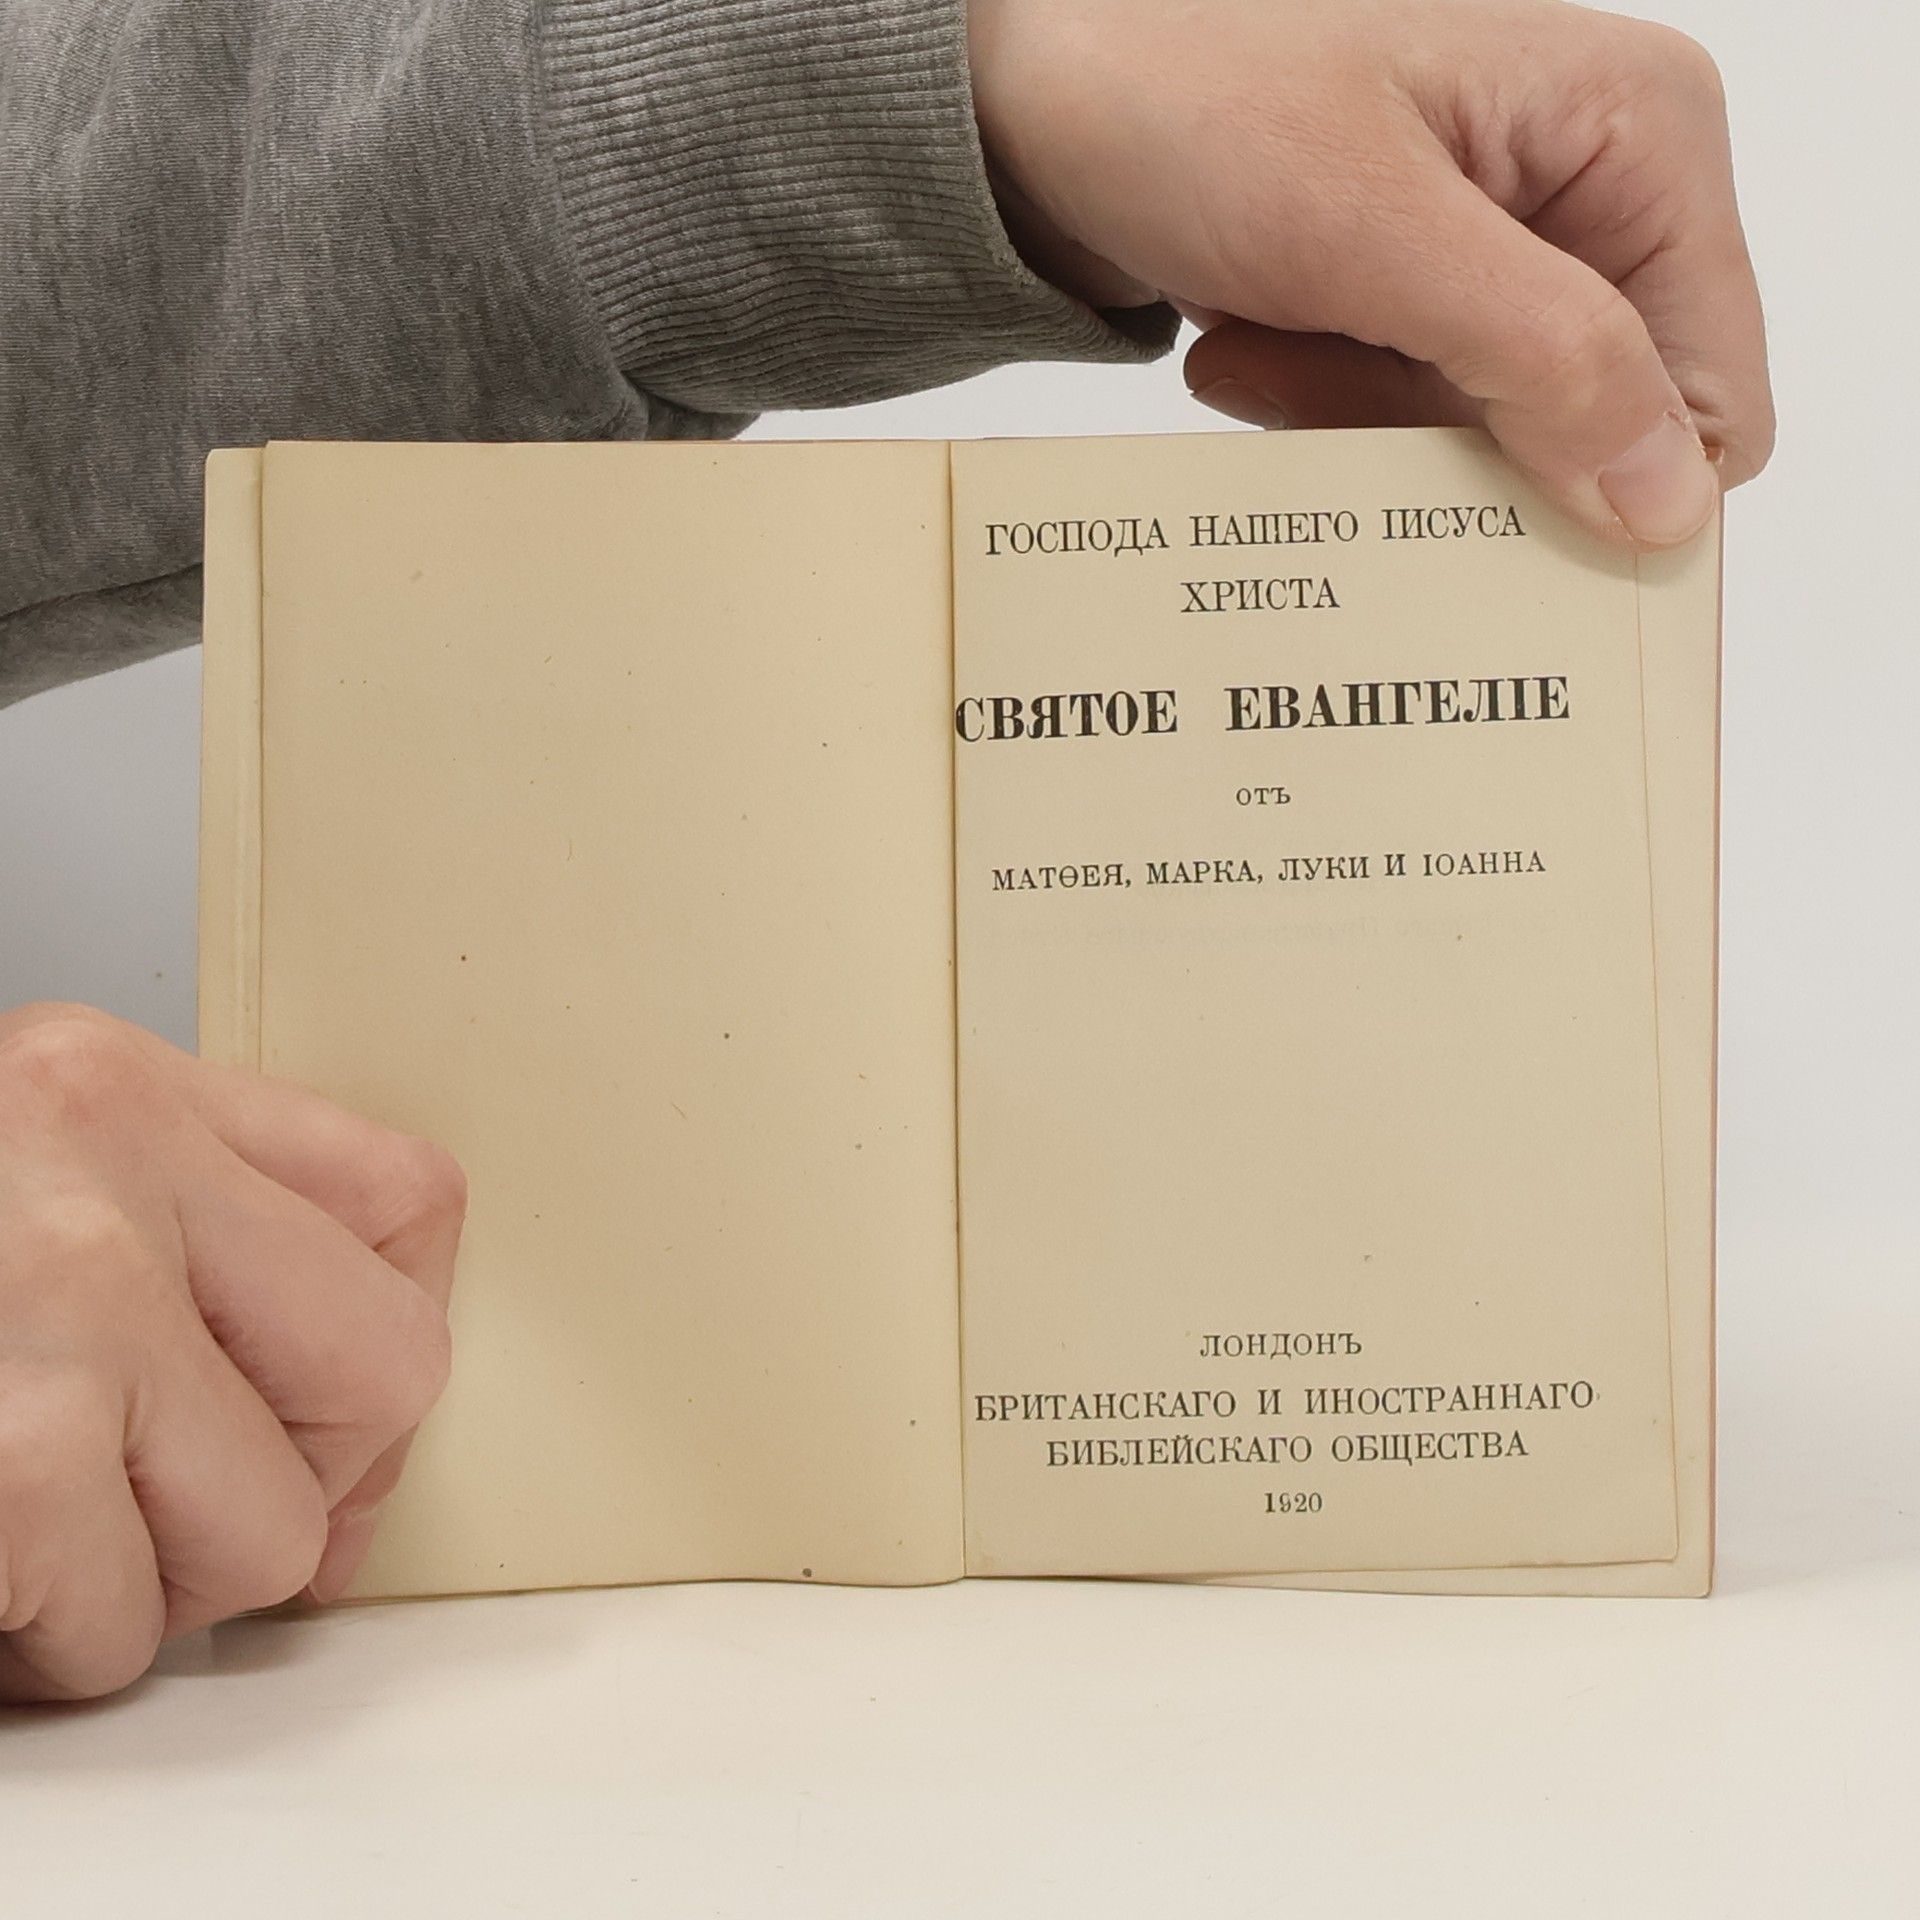 ГОСПОДА НАШЕГО ІИСУСА
ХРИСТА
СВЯТОЕ ЕВАНГЕЛІЕ
отъ
МАТѲЕЯ, МАРКА, ЛУКИ И ІОАННА
ЛОНДОНЪ
БРИТАНСКАГО И ИНОСТРАННАГО
БИБЛЕЙСКАГО ОБЩЕСТВА
1920